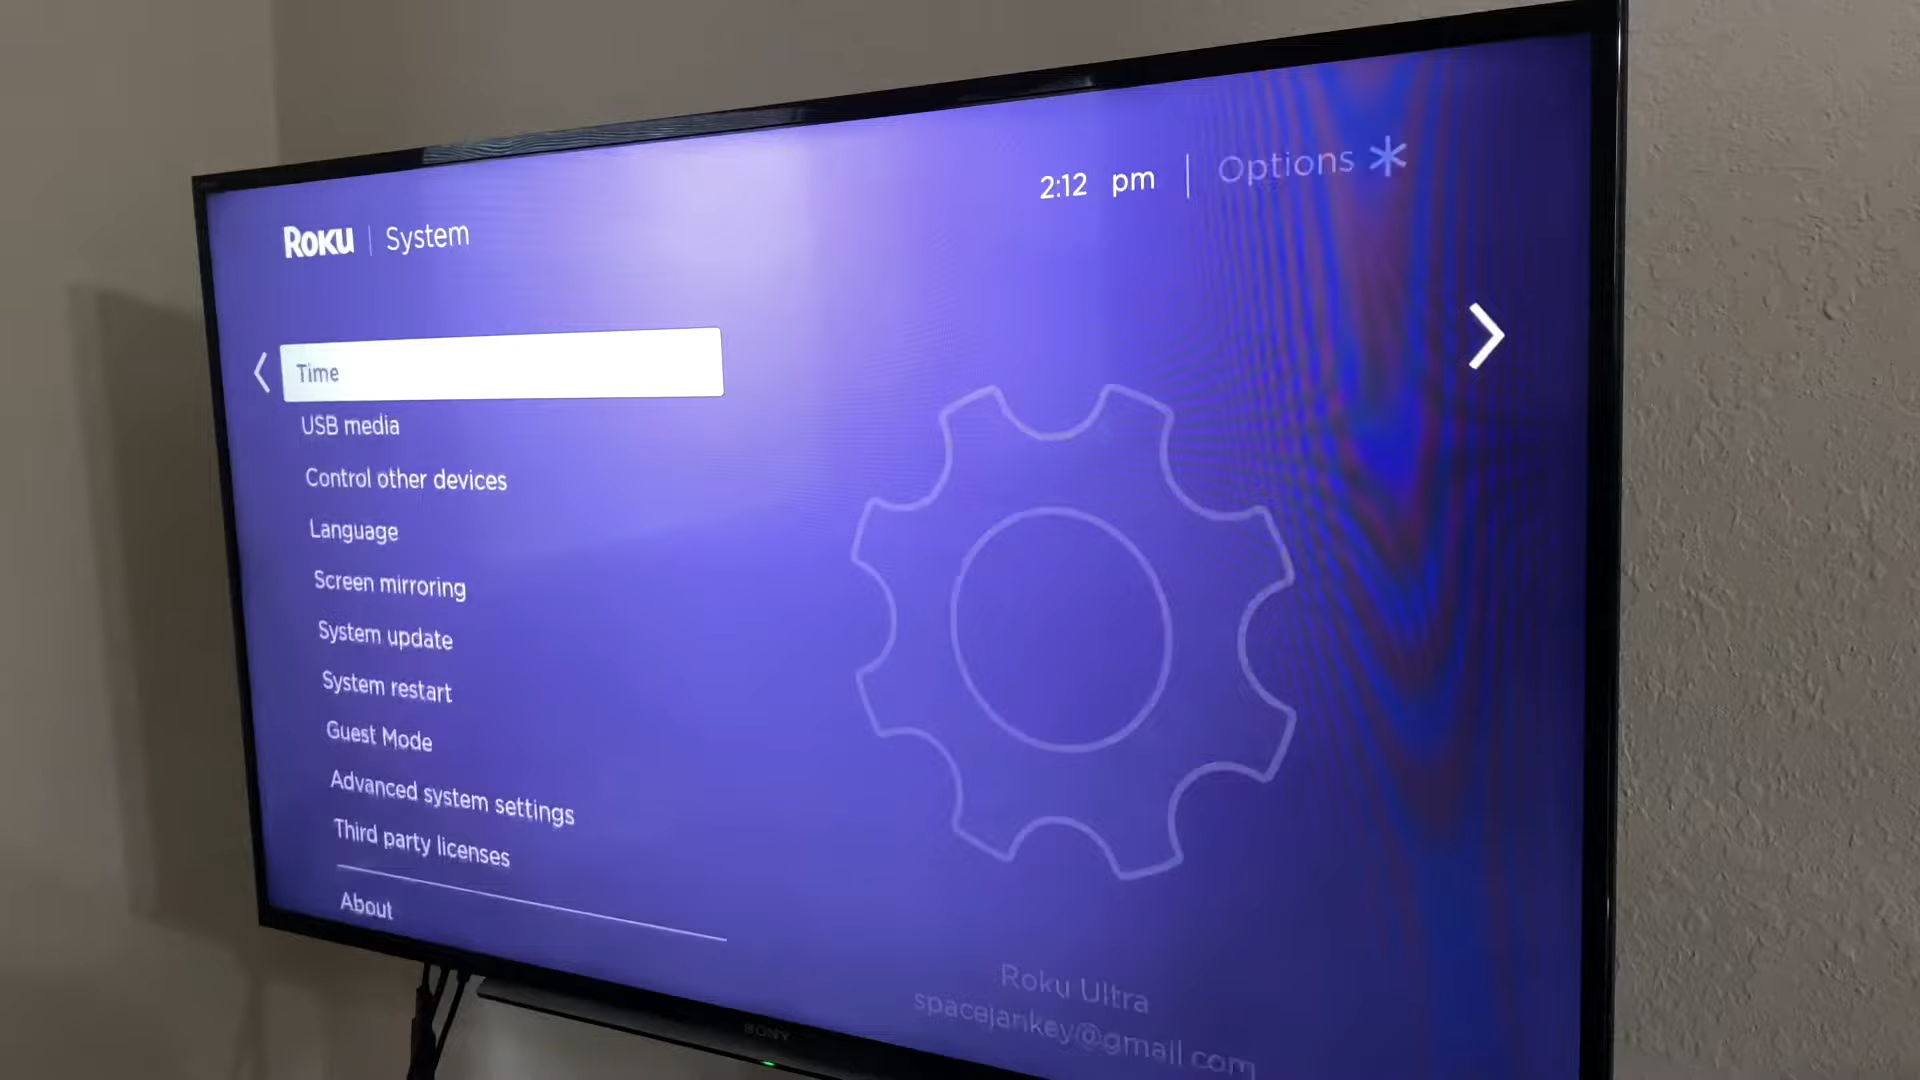 Roku | System
2:12 pm | Options *
Time
USB media
Control other devices
Language
Screen mirroring
System update
System restart
Guest Mode
Advanced system settings
Third party licenses
About
Roku Ultra
spacejankey@gmail.com
SONY